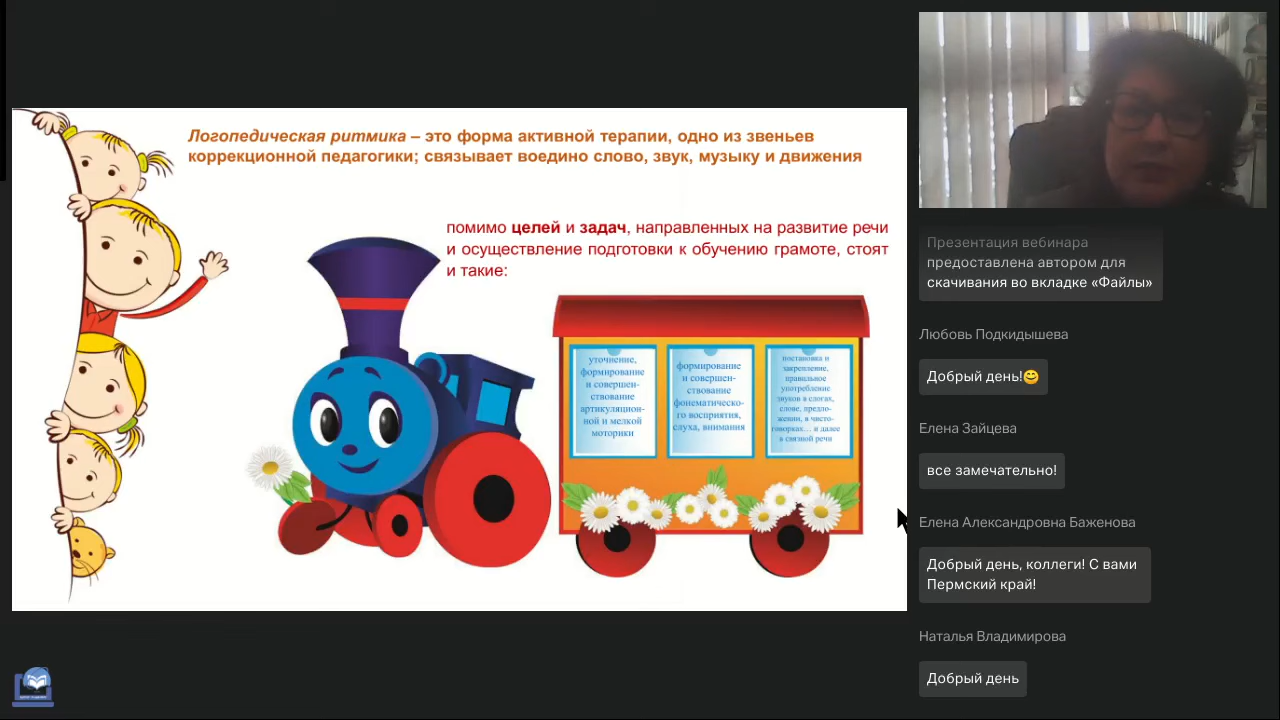 Логопедическая ритмика – это форма активной терапии, одно из звеньев
коррекционной педагогики; связывает воедино слово, звук, музыку и движения
помимо целей и задач, направленных на развитие речи
и осуществление подготовки к обучению грамоте, стоят
и такие:
уточнение,
формирование
и совершен-
ствование
артикуляцион-
ной и мелкой
моторики
формирование
и совершен-
ствование
фонематическо-
го восприятия,
слуха, внимания
постановка и
закрепление,
правильное
употребление
звуков в слогах,
слове, предло-
жении, в чисто-
говорках... и далее
в связной речи
Презентация вебинара
предоставлена автором для
скачивания во вкладке «Файлы»
Любовь Подкидышева
Добрый день!😊
Елена Зайцева
все замечательно!
Елена Александровна Баженова
Добрый день, коллеги! С вами
Пермский край!
Наталья Владимирова
Добрый день